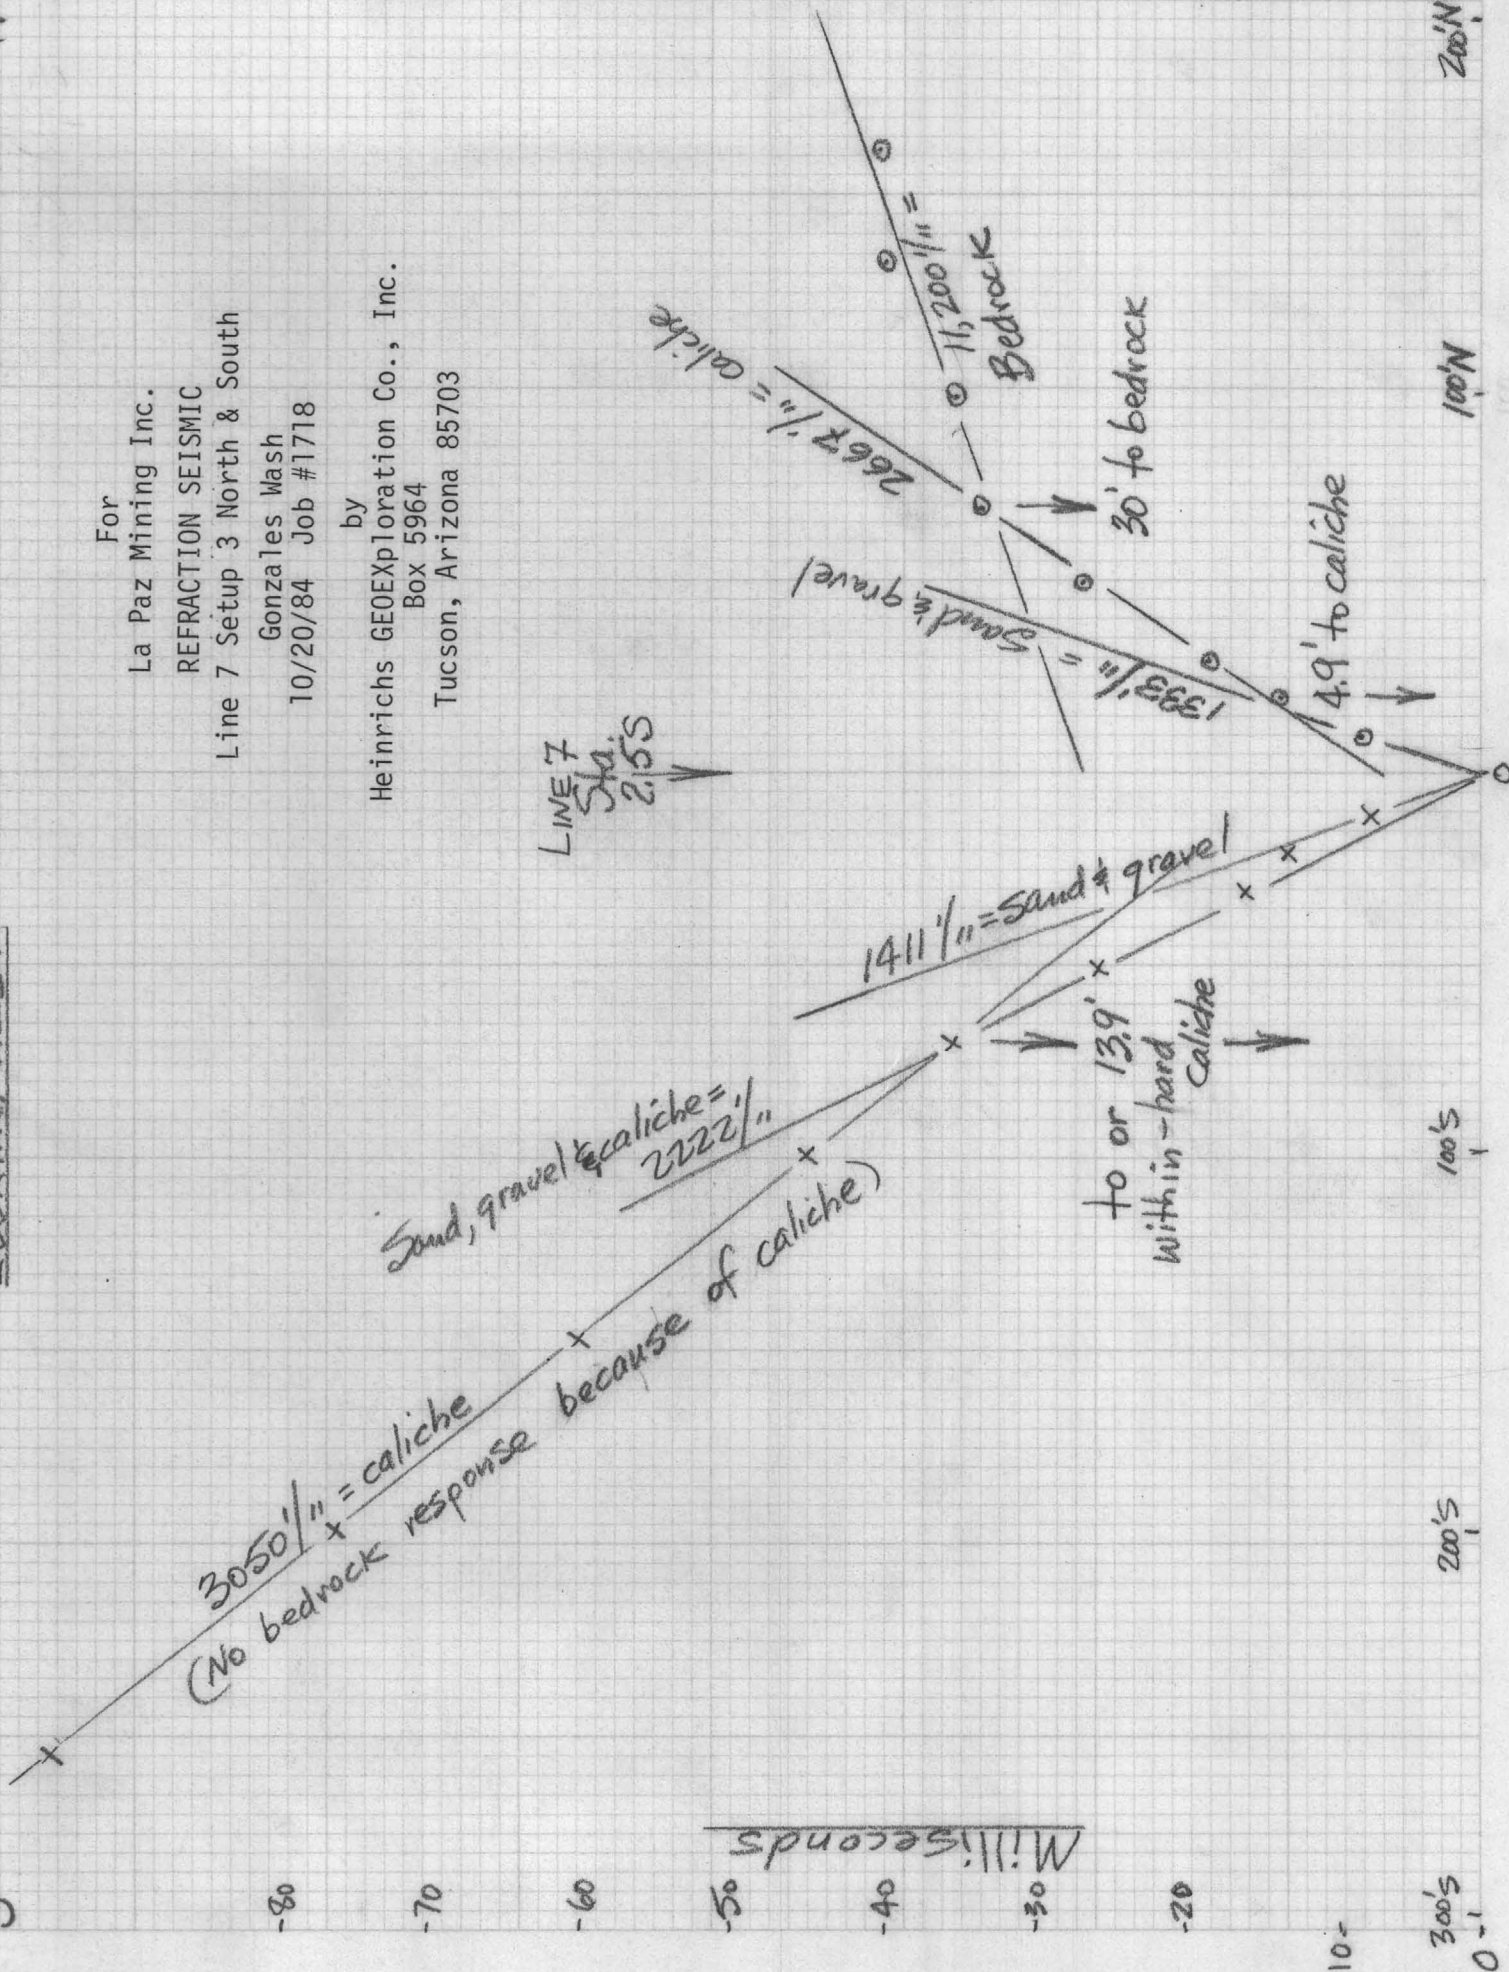 For
La Paz Mining Inc.
REFRACTION SEISMIC
Line 7 Setup 3 North & South
Gonzales Wash
10/20/84 Job #1718
by
Heinrichs GEOEXploration Co., Inc.
Box 5964
Tucson, Arizona 85703
LINE 7
Sta.
2.5S
3050'/" = caliche
(No bedrock response because of caliche)
Sand, gravel & caliche =
2222'/"
1411'/" = Sand & gravel
to or 13.9'
within - hard
caliche
1393'/" = Sand & gravel
2667'/" = caliche
11,200'/" =
Bedrock
30' to bedrock
4.9' to caliche
Milliseconds
-80
-70
-60
-50
-40
-30
-20
10-
0-
300'S
200'S
100'S
100'N
200'N